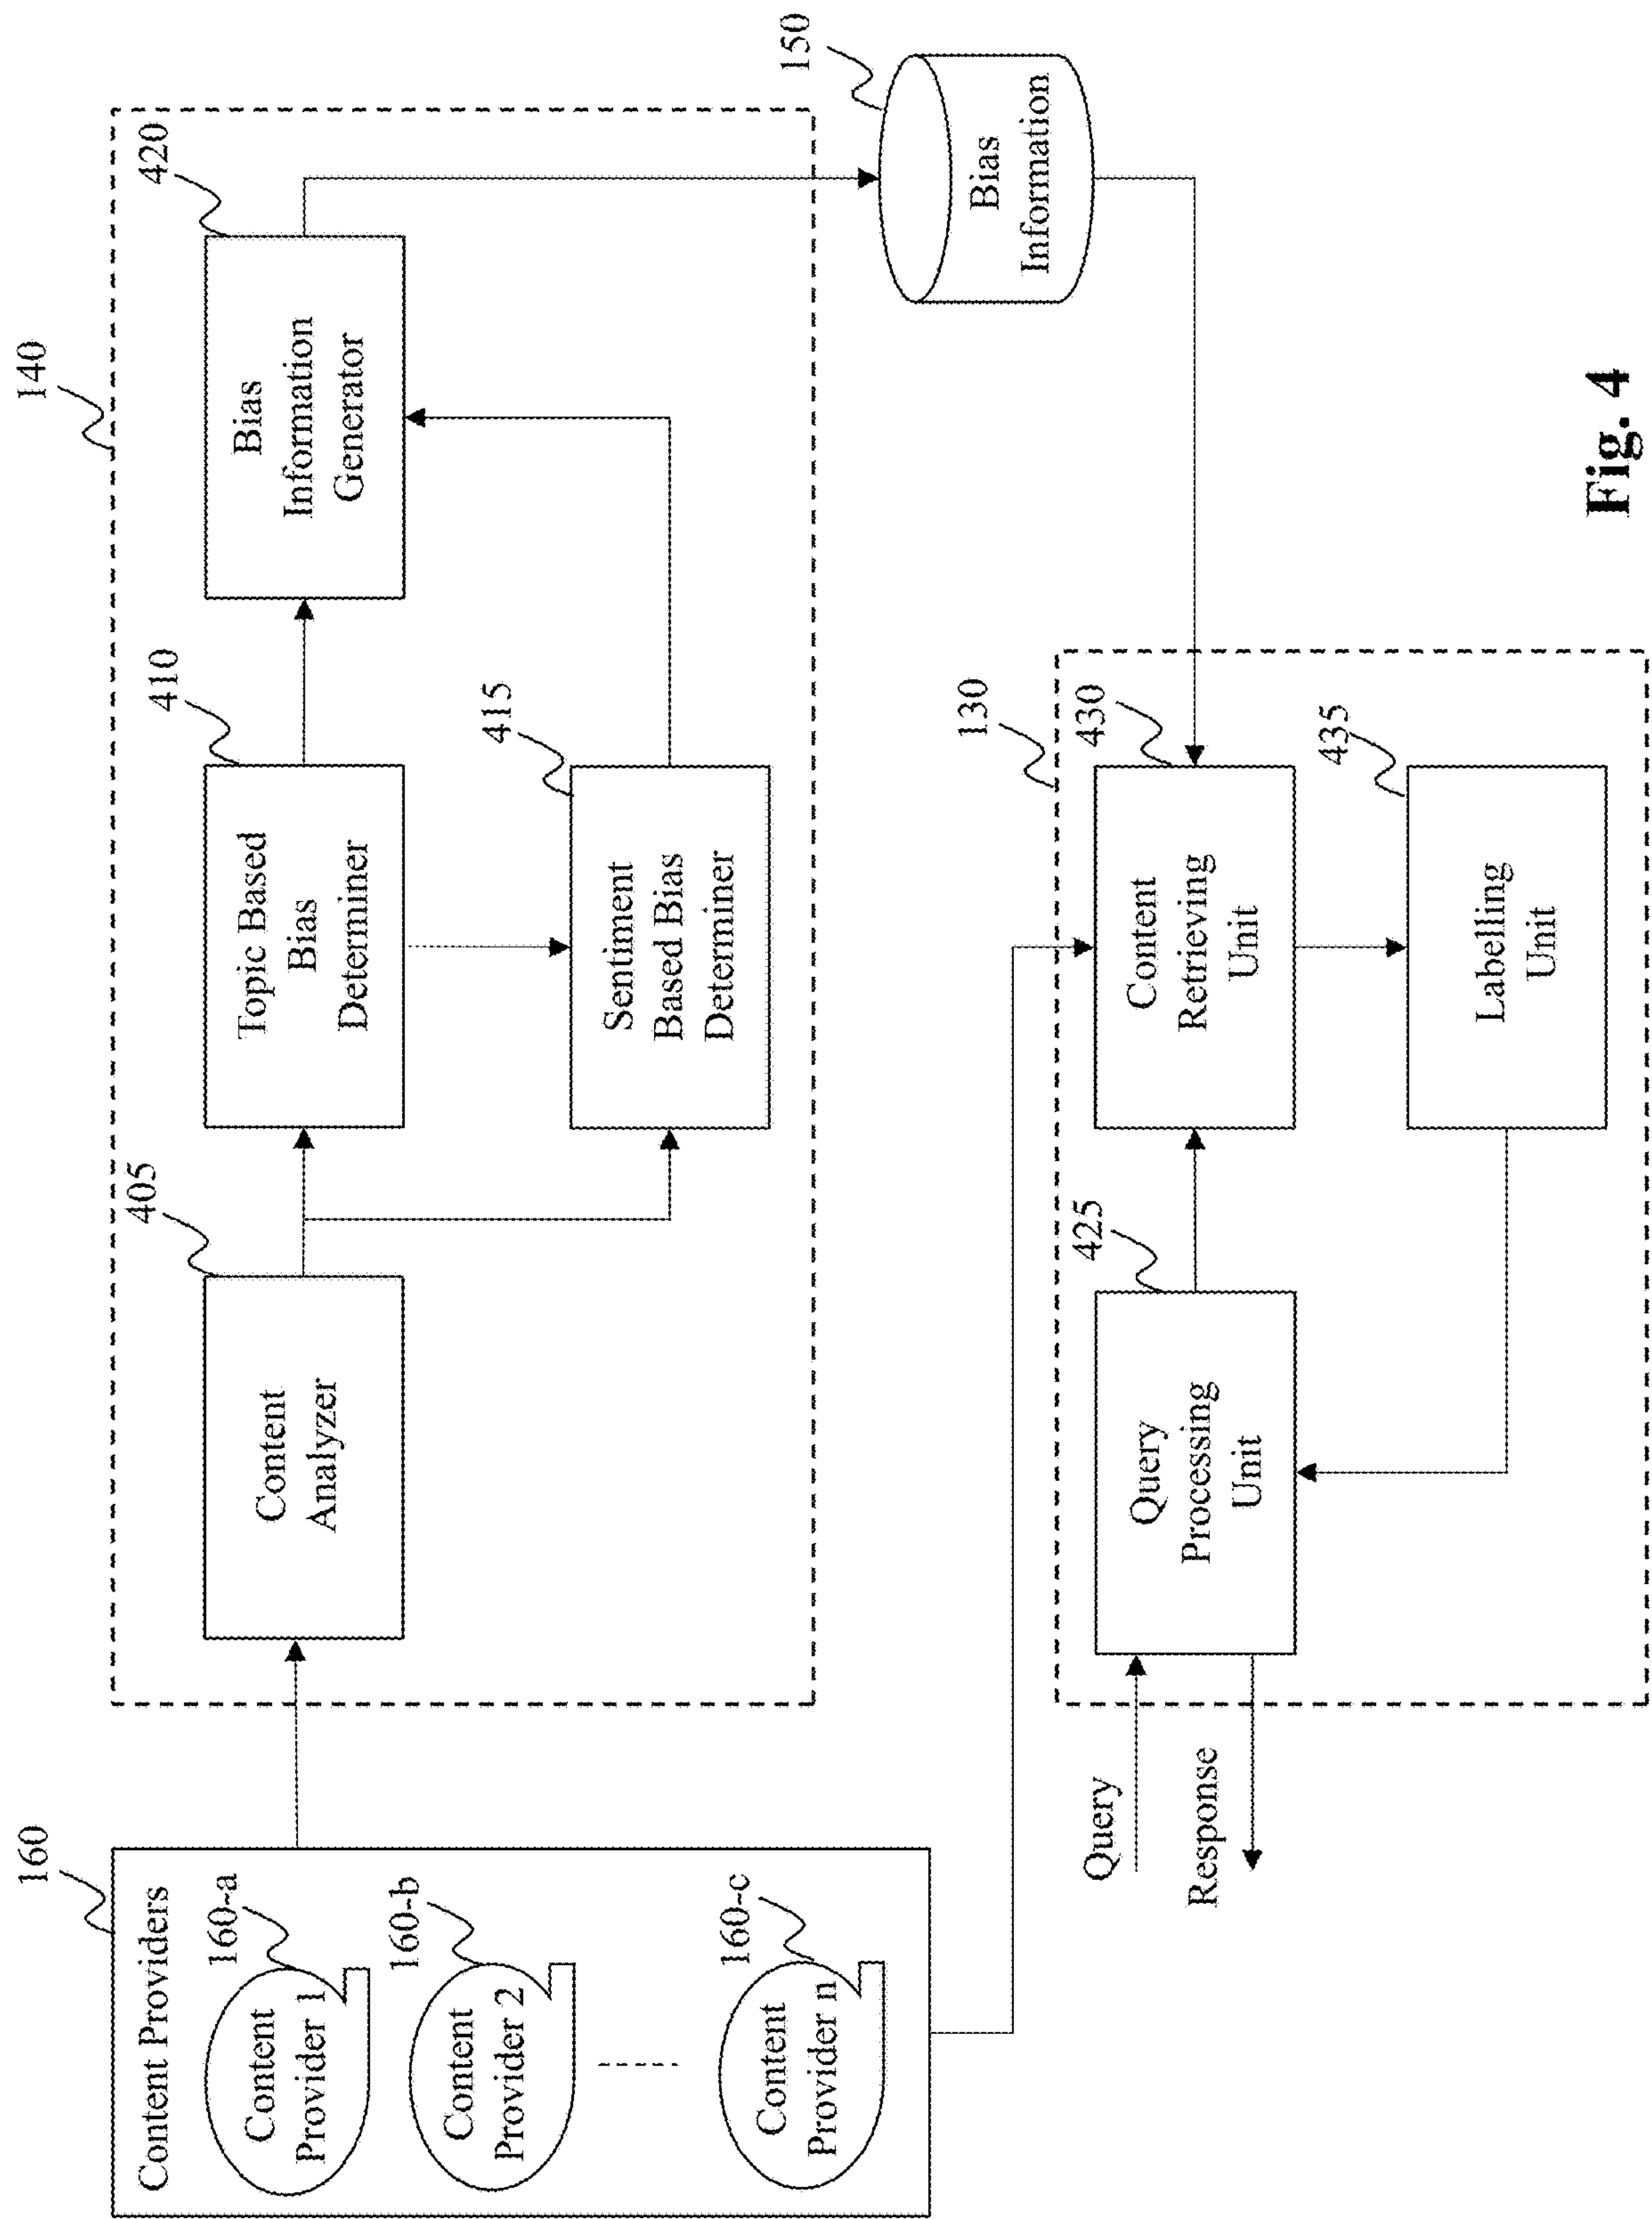 160
Content Providers
160-a
Content
Provider 1
160-b
Content
Provider 2
160-c
Content
Provider n
140
405
Content
Analyzer
410
Topic Based
Bias
Determiner
415
Sentiment
Based Bias
Determiner
420
Bias
Information
Generator
150
Bias
Information
130
Query
Response
425
Query
Processing
Unit
430
Content
Retrieving
Unit
435
Labelling
Unit
Fig. 4